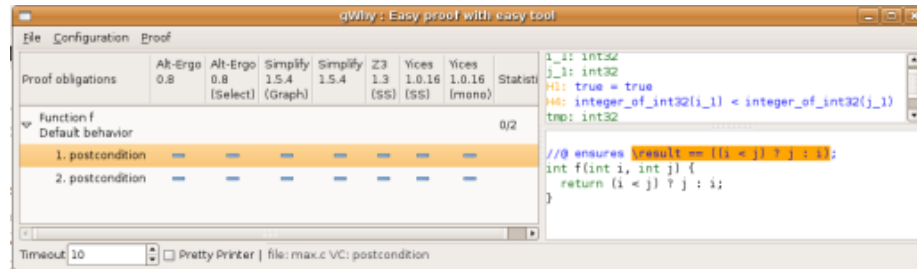 gWhy : Easy proof with easy tool
File Configuration Proof
Proof obligations
Alt-Ergo 0.8
Alt-Ergo 0.8 (Select)
Simplify 1.5.4 (Graph)
Simplify 1.5.4
Z3 1.3 (SS)
Yices 1.0.16 (SS)
Yices 1.0.16 (mono)
Statisti
Function f
Default behavior
0/2
1. postcondition
2. postcondition
i_1: int32
j_1: int32
H1: true = true
H4: integer_of_int32(i_1) < integer_of_int32(j_1)
tmp: int32
//@ ensures \result == ((i < j) ? j : i);
int f(int i, int j) {
return (i < j) ? j : i;
}
Timeout 10 Pretty Printer | file: max.c VC: postcondition